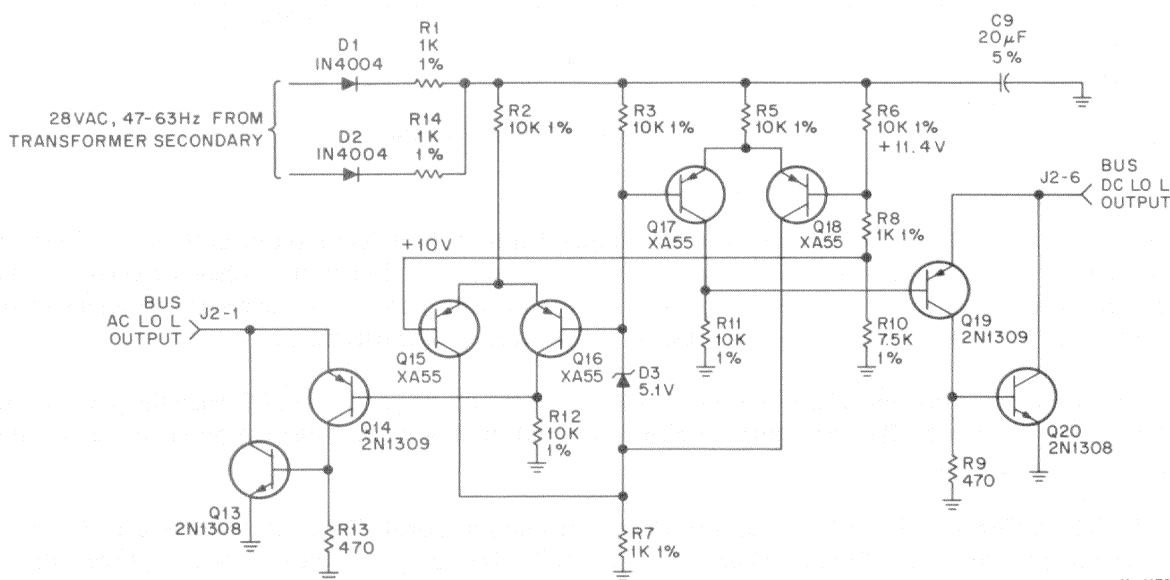 C9
20µF
5%
R1
1K
1%
D1
IN4004
28VAC, 47-63Hz FROM
TRANSFORMER SECONDARY
R14
1K
1%
D2
IN4004
R2
10K 1%
R3
10K 1%
R5
10K 1%
R6
10K 1%
+11.4V
BUS
DC LO L
OUTPUT
J2-6
Q17
XA55
Q18
XA55
R8
1K 1%
+10V
BUS
AC LO L
OUTPUT
J2-1
Q15
XA55
Q16
XA55
R11
10K
1%
R10
7.5K
1%
Q19
2N1309
D3
5.1V
Q14
2N1309
R12
10K
1%
Q20
2N1308
R9
470
Q13
2N1308
R13
470
R7
1K 1%